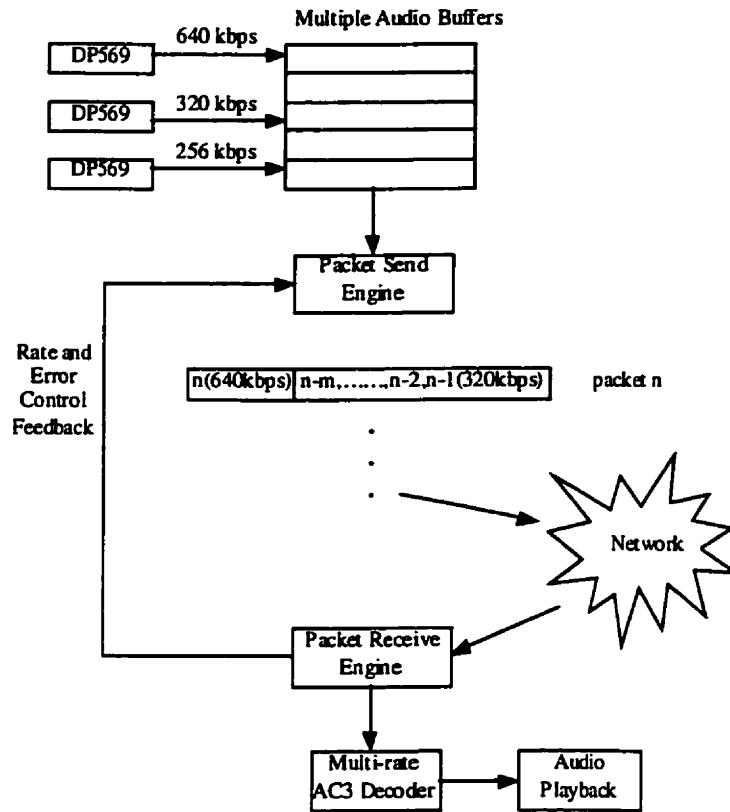 Multiple Audio Buffers
DP569
640 kbps
DP569
320 kbps
DP569
256 kbps
Packet Send
Engine
Rate and
Error
Control
Feedback
n(640kbps)
n-m,......,n-2,n-1(320kbps)
packet n
Network
Packet Receive
Engine
Multi-rate
AC3 Decoder
Audio
Playback